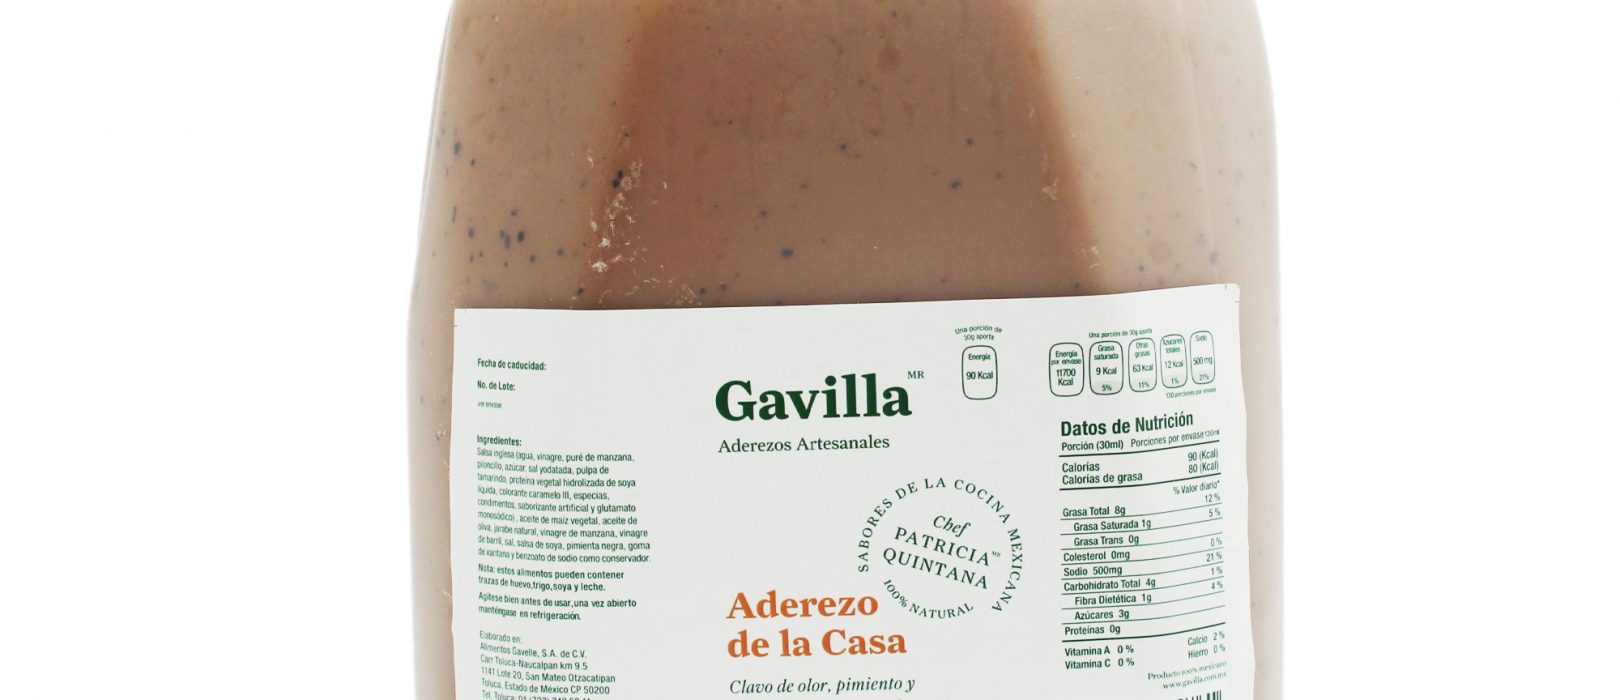 Fecha de caducidad:
No. de Lote:
ver envase
Ingredientes:
Salsa inglesa (agua, vinagre, puré de manzana,
piloncillo, azúcar, sal yodatada, pulpa de
tamarindo, proteína vegetal hidrolizada de soya
líquida, colorante caramelo III, especias,
condimentos, saborizante artificial y glutamato
monosódico), aceite de maíz vegetal, aceite de
oliva, jarabe natural, vinagre de manzana, vinagre
de barril, sal, salsa de soya, pimienta negra, goma
de xantana y benzoato de sodio como conservador.
Nota: estos alimentos pueden contener
trazas de huevo,trigo,soya y leche.
Agítese bien antes de usar,una vez abierto
manténgase en refrigeración.
Elaborado en:
Alimentos Gavelle, S.A. de C.V.
Carr Toluca-Naucalpan km 9.5
1141 Lote 20, San Mateo Otzacatipan
Toluca, Estado de México CP 50200
Tel. Toluca: 01 (722)
Gavilla MR
Aderezos Artesanales
SABORES DE LA COCINA MEXICANA
Chef
PATRICIA MR
QUINTANA
100% NATURAL
Aderezo
de la Casa
Clavo de olor, pimiento y
Una porción de
30g aporta
Energía
90 Kcal
Una porción de 30g aporta
Energía
por envase
11700
Kcal
Grasa
saturada
9 Kcal
5%
Otras
grasas
63 Kcal
11%
Azúcares
totales
12 Kcal
1%
Sodio
500 mg
21%
130 porciones por envase
Datos de Nutrición
Porción (30ml) Porciones por envase 130ml
Calorías 90 (Kcal)
Calorías de grasa 80 (Kcal)
% Valor diario*
Grasa Total 8g 12 %
Grasa Saturada 1g 5 %
Grasa Trans 0g
Colesterol 0mg 0 %
Sodio 500mg 21 %
Carbohidrato Total 4g 1 %
Fibra Dietética 1g 4 %
Azúcares 3g
Proteínas 0g
Vitamina A 0 % Calcio 2 %
Vitamina C 0 % Hierro 0 %
Producto 100% mexicano
www.gavilla.com.mx